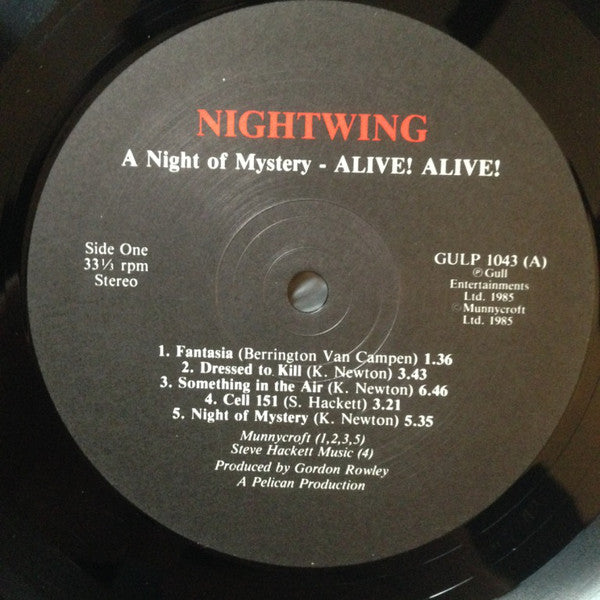 NIGHTWING
A Night of Mystery - ALIVE! ALIVE!
Side One
33⅓ rpm
Stereo
GULP 1043 (A)
℗ Gull
Entertainments
Ltd. 1985
© Munnycroft
Ltd. 1985
1. Fantasia (Berrington Van Campen) 1.36
2. Dressed to Kill (K. Newton) 3.43
3. Something in the Air (K. Newton) 6.46
4. Cell 151 (S. Hackett) 3.21
5. Night of Mystery (K. Newton) 5.35
Munnycroft (1,2,3,5)
Steve Hackett Music (4)
Produced by Gordon Rowley
A Pelican Production